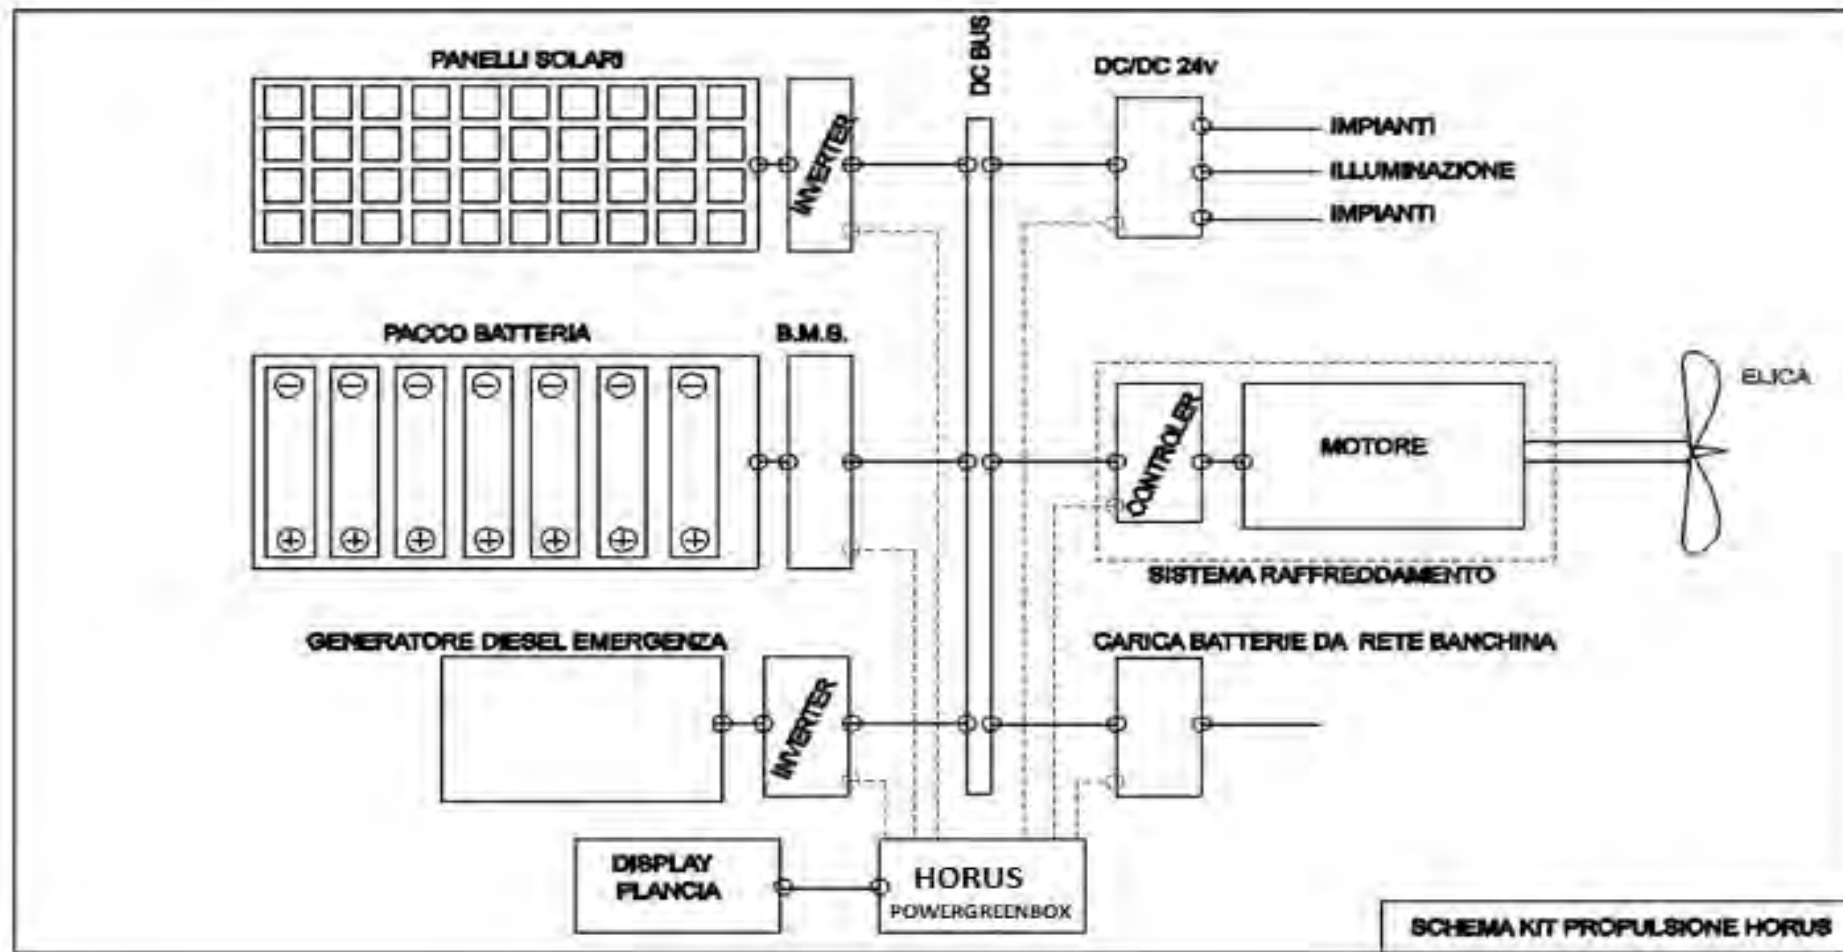 PANELLI SOLARI
INVERTER
DC BUS
DC/DC 24v
IMPIANTI
ILLUMINAZIONE
IMPIANTI
PACCO BATTERIA
B.M.S.
CONTROLER
MOTORE
ELICA
SISTEMA RAFFREDDAMENTO
GENERATORE DIESEL EMERGENZA
INVERTER
CARICA BATTERIE DA RETE BANCHINA
DISPLAY
PLANCIA
HORUS
POWERGREENBOX
SCHEMA KIT PROPULSIONE HORUS